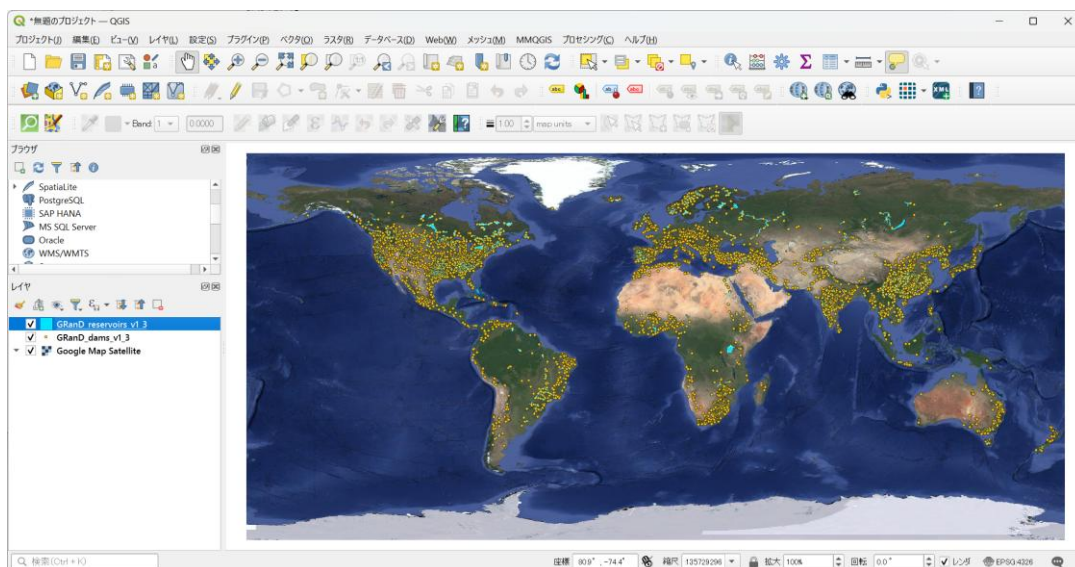 *無題のプロジェクト — QGIS
プロジェクト(J) 編集(E) ビュー(V) レイヤ(L) 設定(S) プラグイン(P) ベクタ(O) ラスタ(R) データベース(D) Web(W) メッシュ(M) MMQGIS プロセシング(C) ヘルプ(H)
Band 1 0.0000 1.00 map units
ブラウザ
SpatiaLite
PostgreSQL
SAP HANA
MS SQL Server
Oracle
WMS/WMTS
レイヤ
GRanD_reservoirs_v1_3
GRanD_dams_v1_3
Google Map Satellite
検索(Ctrl + K) 座標 80.9°, -74.4° 縮尺 135729296 拡大 100% 回転 0.0° レンダ EPSG:4326